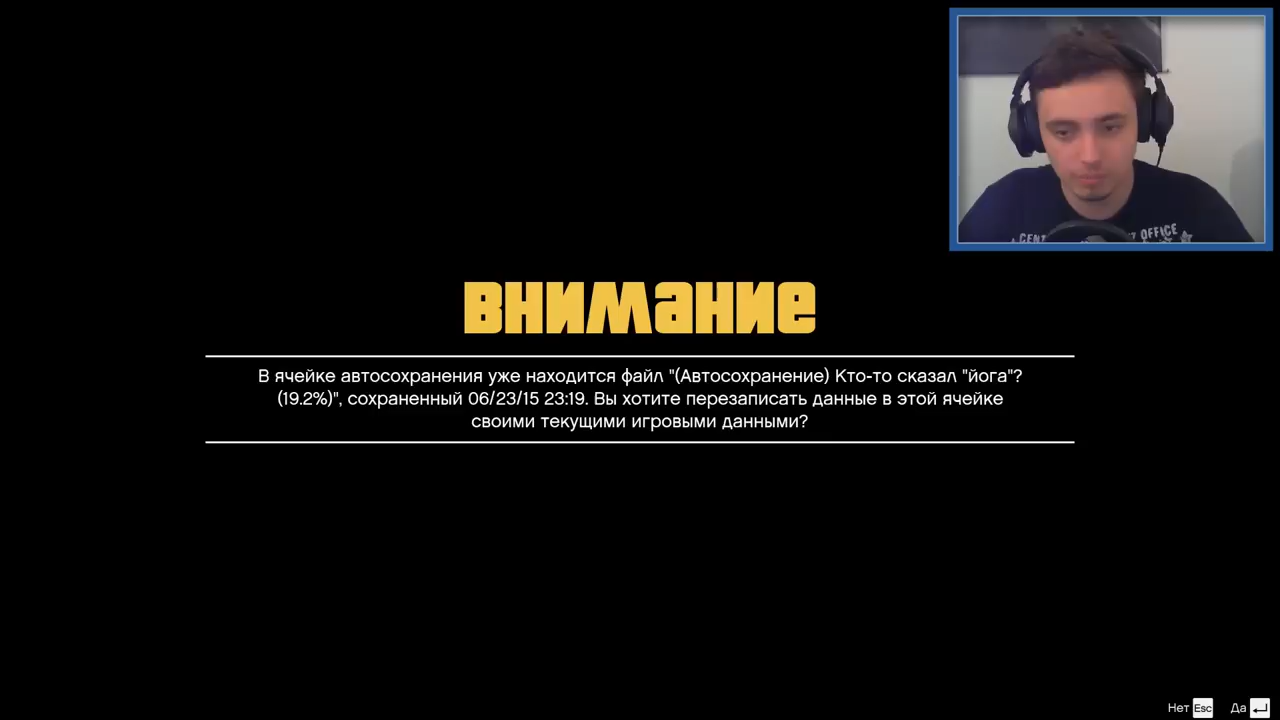 внимание
В ячейке автосохранения уже находится файл "(Автосохранение) Кто-то сказал "йога"?
(19.2%)", сохраненный 06/23/15 23:19. Вы хотите перезаписать данные в этой ячейке
своими текущими игровыми данными?
Нет Esc Да
OFFICE